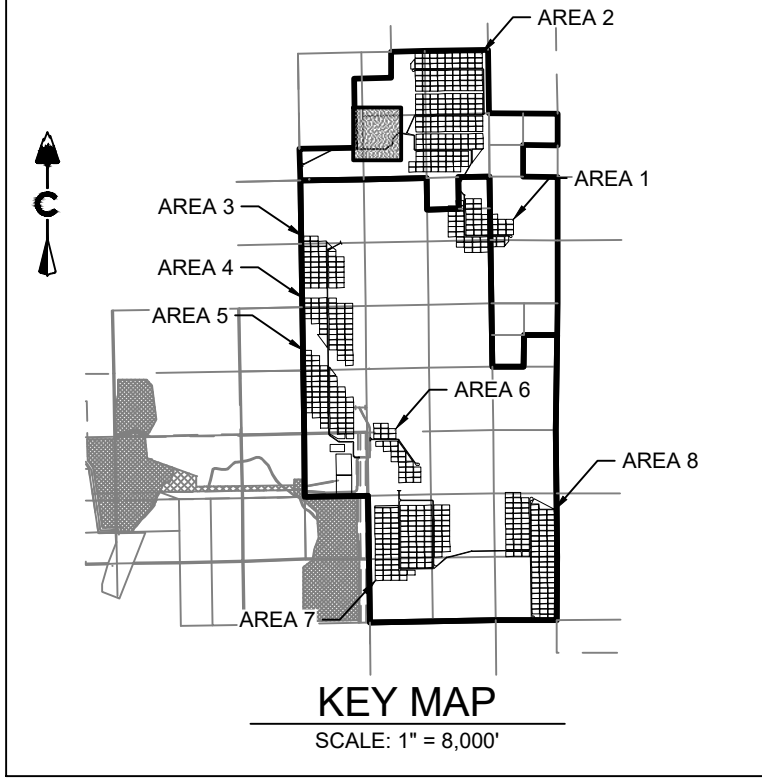 AREA 2
AREA 1
AREA 3
AREA 4
AREA 5
AREA 6
AREA 8
AREA 7
KEY MAP
SCALE: 1" = 8,000'